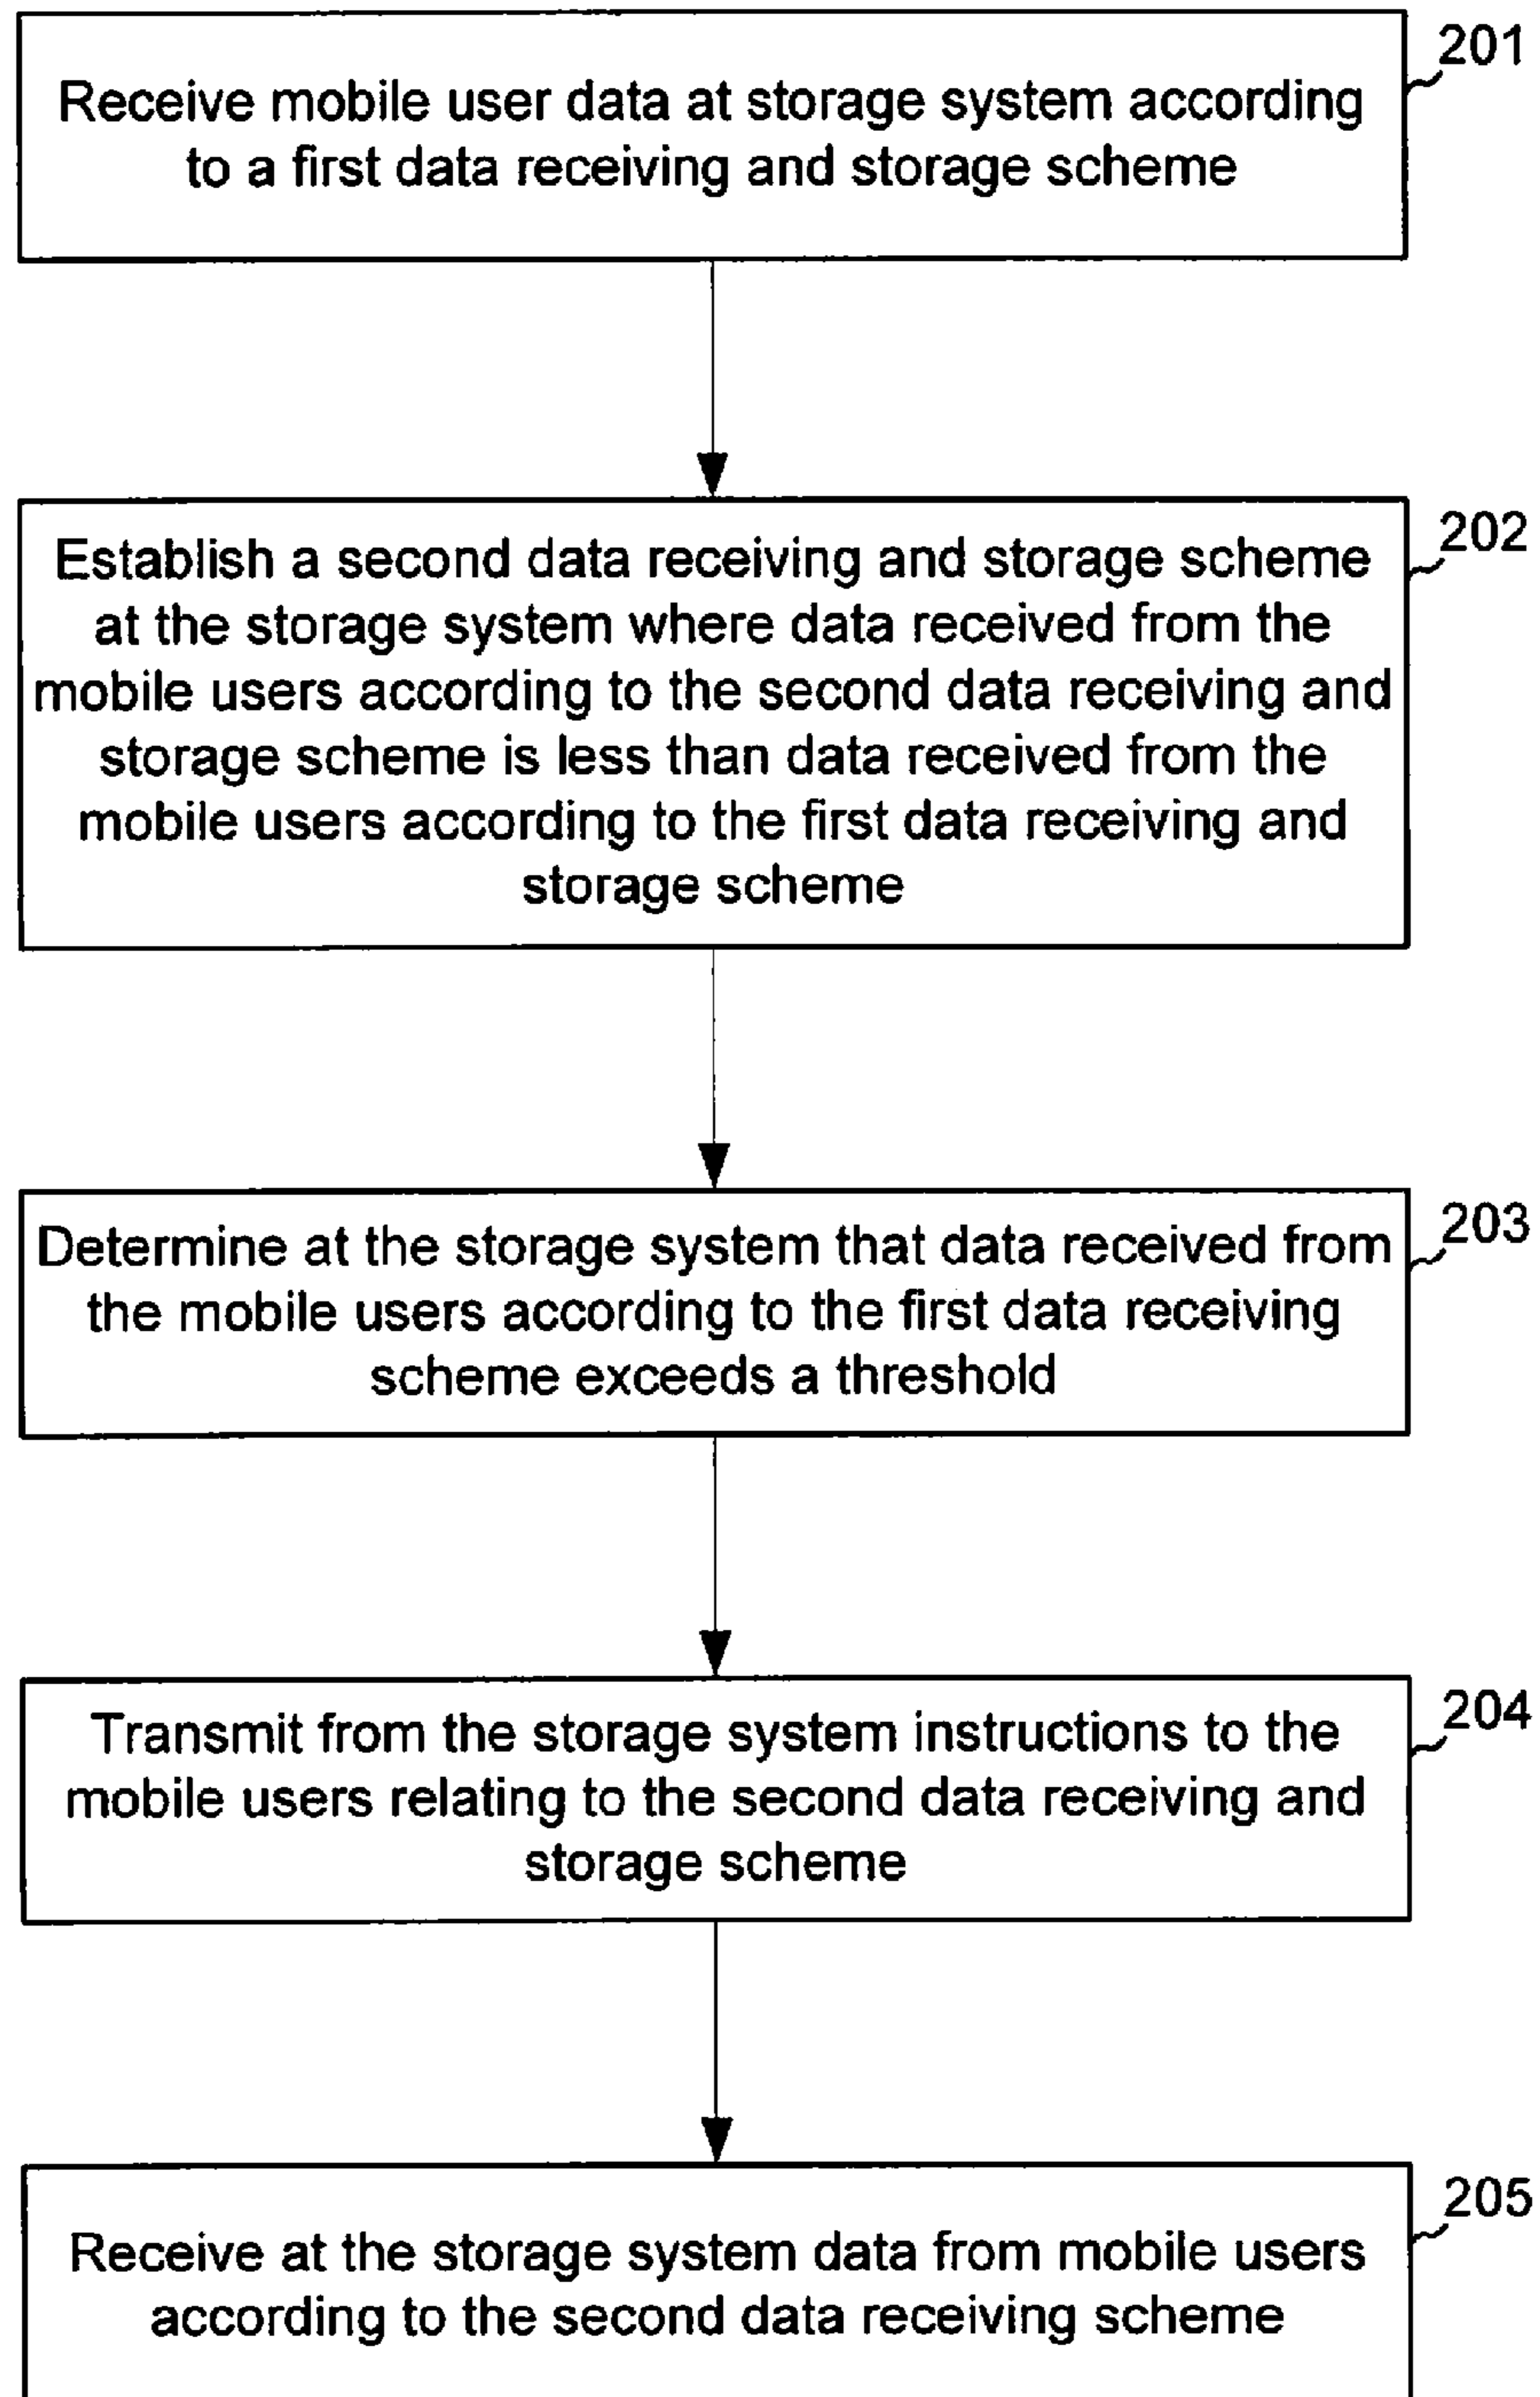 201
Receive mobile user data at storage system according
to a first data receiving and storage scheme
202
Establish a second data receiving and storage scheme
at the storage system where data received from the
mobile users according to the second data receiving and
storage scheme is less than data received from the
mobile users according to the first data receiving and
storage scheme
203
Determine at the storage system that data received from
the mobile users according to the first data receiving
scheme exceeds a threshold
204
Transmit from the storage system instructions to the
mobile users relating to the second data receiving and
storage scheme
205
Receive at the storage system data from mobile users
according to the second data receiving scheme